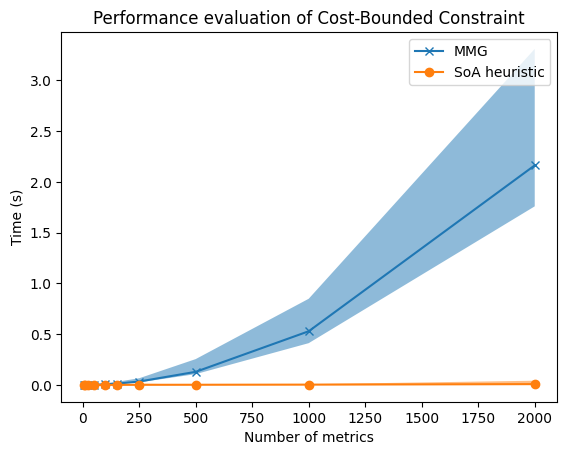 Performance evaluation of Cost-Bounded Constraint
MMG
SoA heuristic
Time (s)
3.0
2.5
2.0
1.5
1.0
0.5
0.0
0 250 500 750 1000 1250 1500 1750 2000
Number of metrics